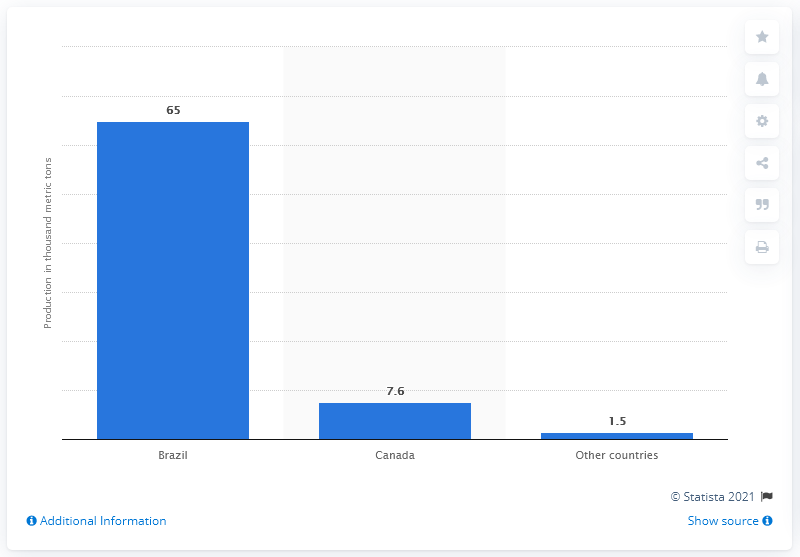 65
7.6
1.5
Production in thousand metric tons
Brazil
Canada
Other countries
© Statista 2021
Additional Information
Show source